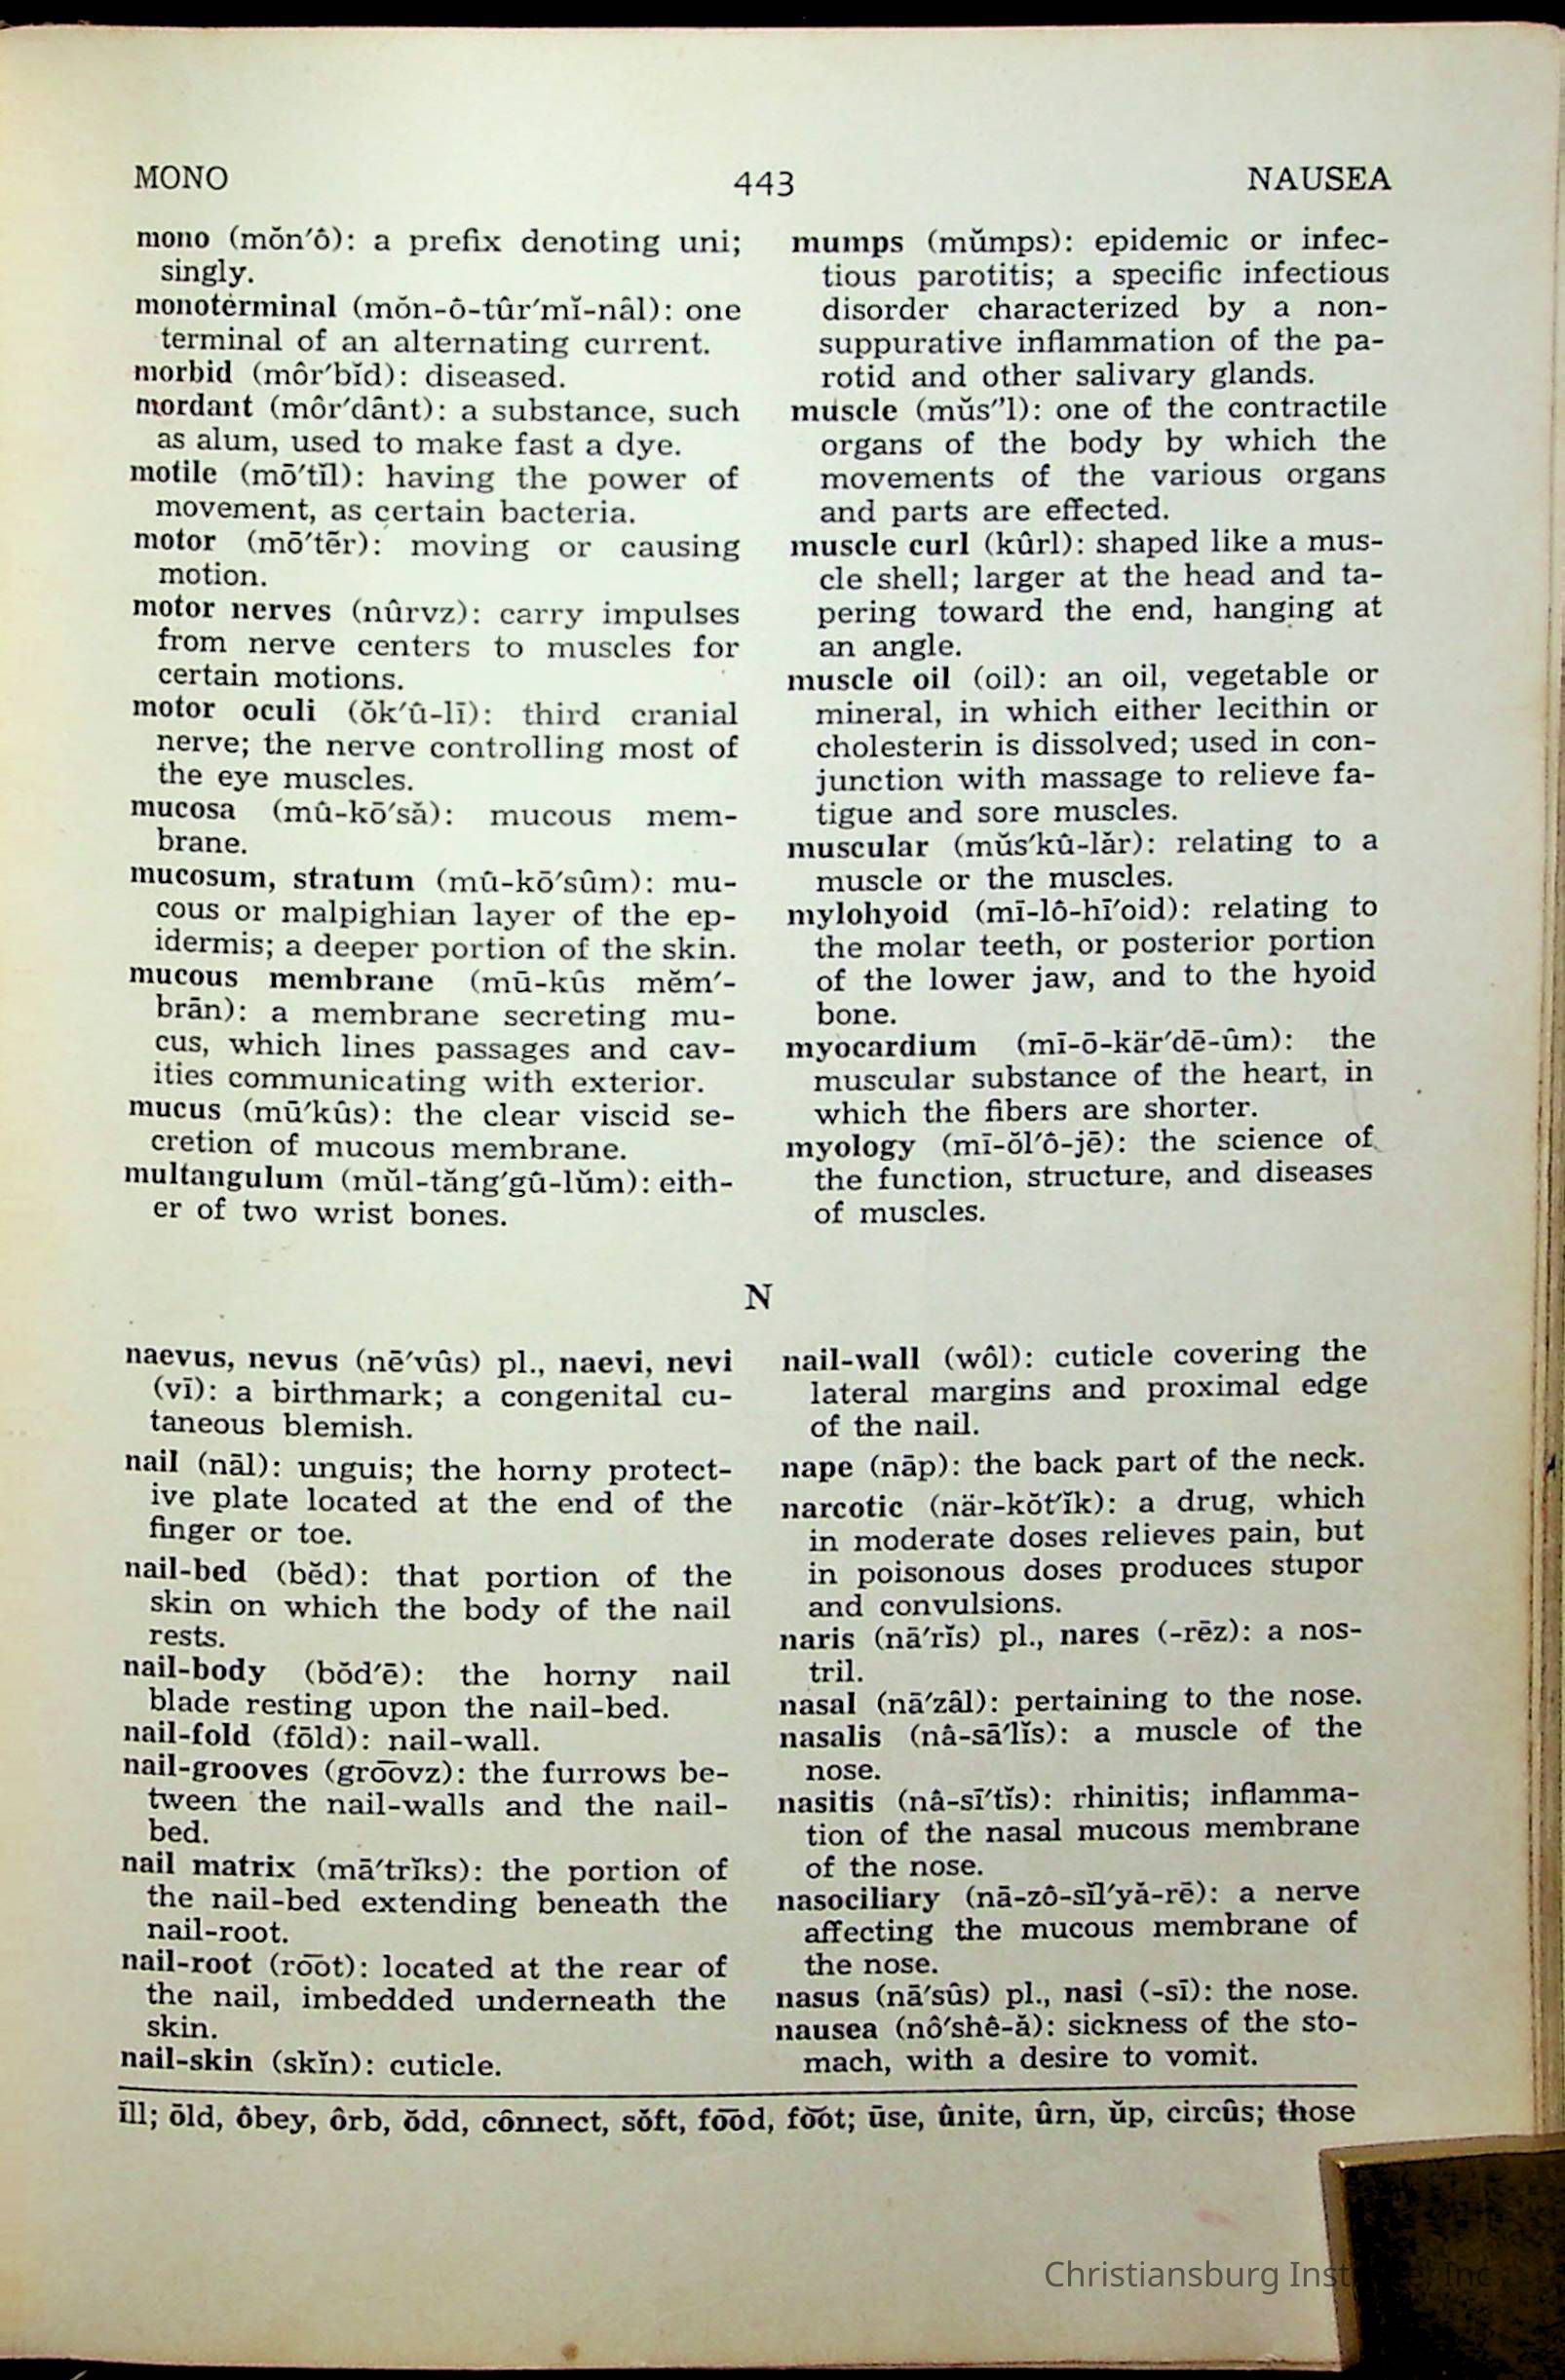 MONO 443 NAUSEA
mono (mŏn′ô): a prefix denoting uni;
singly.
monoterminal (mŏn-ô-tûr′mĭ-nâl): one
terminal of an alternating current.
morbid (môr′bĭd): diseased.
mordant (môr′dânt): a substance, such
as alum, used to make fast a dye.
motile (mō′tĭl): having the power of
movement, as certain bacteria.
motor (mō′tẽr): moving or causing
motion.
motor nerves (nûrvz): carry impulses
from nerve centers to muscles for
certain motions.
motor oculi (ŏk′û-lī): third cranial
nerve; the nerve controlling most of
the eye muscles.
mucosa (mû-kō′să): mucous mem-
brane.
mucosum, stratum (mû-kō′sûm): mu-
cous or malpighian layer of the ep-
idermis; a deeper portion of the skin.
mucous membrane (mū-kûs mĕm′-
brān): a membrane secreting mu-
cus, which lines passages and cav-
ities communicating with exterior.
mucus (mū′kûs): the clear viscid se-
cretion of mucous membrane.
multangulum (mŭl-tăng′gû-lŭm): eith-
er of two wrist bones.
mumps (mŭmps): epidemic or infec-
tious parotitis; a specific infectious
disorder characterized by a non-
suppurative inflammation of the pa-
rotid and other salivary glands.
muscle (mŭs′'l): one of the contractile
organs of the body by which the
movements of the various organs
and parts are effected.
muscle curl (kûrl): shaped like a mus-
cle shell; larger at the head and ta-
pering toward the end, hanging at
an angle.
muscle oil (oil): an oil, vegetable or
mineral, in which either lecithin or
cholesterin is dissolved; used in con-
junction with massage to relieve fa-
tigue and sore muscles.
muscular (mŭs′kû-lăr): relating to a
muscle or the muscles.
mylohyoid (mī-lô-hī′oid): relating to
the molar teeth, or posterior portion
of the lower jaw, and to the hyoid
bone.
myocardium (mī-ō-kär′dē-ûm): the
muscular substance of the heart, in
which the fibers are shorter.
myology (mī-ŏl′ô-jē): the science of
the function, structure, and diseases
of muscles.
N
naevus, nevus (nē′vûs) pl., naevi, nevi
(vī): a birthmark; a congenital cu-
taneous blemish.
nail (nāl): unguis; the horny protect-
ive plate located at the end of the
finger or toe.
nail-bed (bĕd): that portion of the
skin on which the body of the nail
rests.
nail-body (bŏd′ē): the horny nail
blade resting upon the nail-bed.
nail-fold (fōld): nail-wall.
nail-grooves (gro͞ovz): the furrows be-
tween the nail-walls and the nail-
bed.
nail matrix (mā′trĭks): the portion of
the nail-bed extending beneath the
nail-root.
nail-root (ro͞ot): located at the rear of
the nail, imbedded underneath the
skin.
nail-skin (skĭn): cuticle.
nail-wall (wôl): cuticle covering the
lateral margins and proximal edge
of the nail.
nape (nāp): the back part of the neck.
narcotic (när-kŏt′ĭk): a drug, which
in moderate doses relieves pain, but
in poisonous doses produces stupor
and convulsions.
naris (nā′rĭs) pl., nares (-rēz): a nos-
tril.
nasal (nā′zâl): pertaining to the nose.
nasalis (nâ-sā′lĭs): a muscle of the
nose.
nasitis (nâ-sī′tĭs): rhinitis; inflamma-
tion of the nasal mucous membrane
of the nose.
nasociliary (nā-zô-sĭl′yă-rē): a nerve
affecting the mucous membrane of
the nose.
nasus (nā′sûs) pl., nasi (-sī): the nose.
nausea (nô′shê-ă): sickness of the sto-
mach, with a desire to vomit.
ĭll; ōld, ôbey, ôrb, ŏdd, cônnect, sŏft, fo͞od, fo͝ot; ūse, ûnite, ûrn, ŭp, circûs; those
Christiansburg Institute, Inc